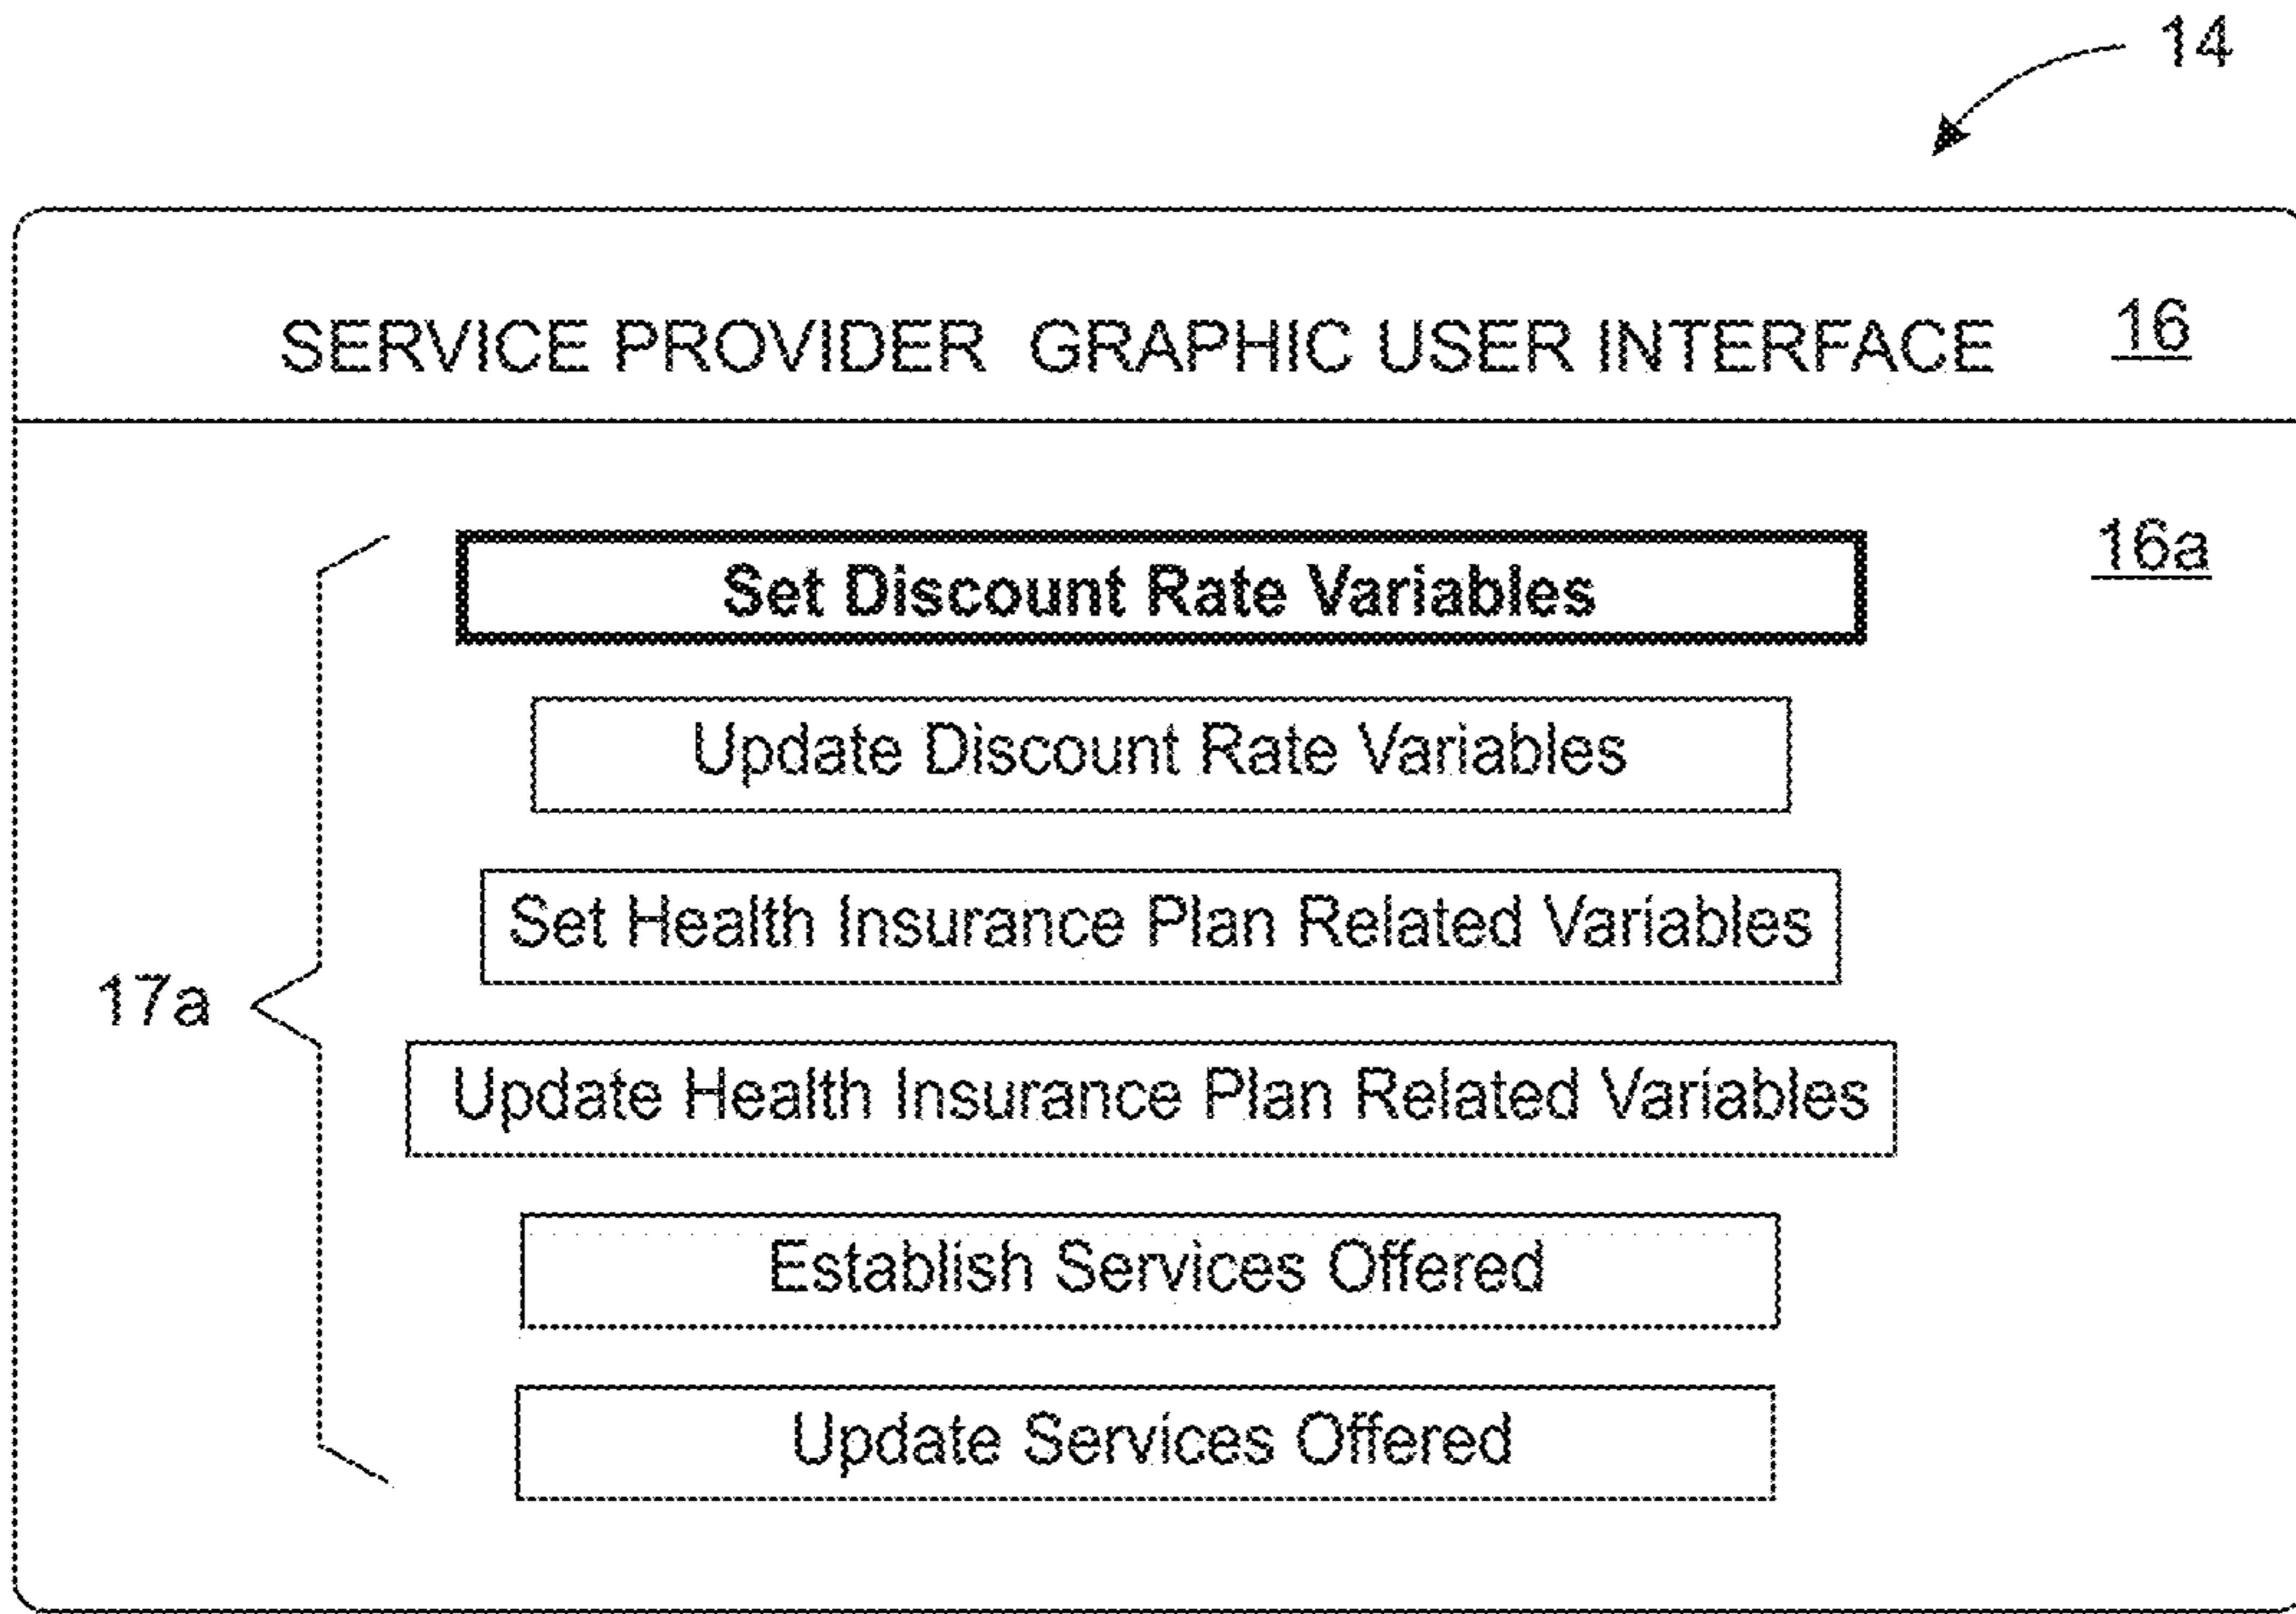 14
SERVICE PROVIDER GRAPHIC USER INTERFACE 16
16a
Set Discount Rate Variables
Update Discount Rate Variables
Set Health Insurance Plan Related Variables
17a
Update Health Insurance Plan Related Variables
Establish Services Offered
Update Services Offered